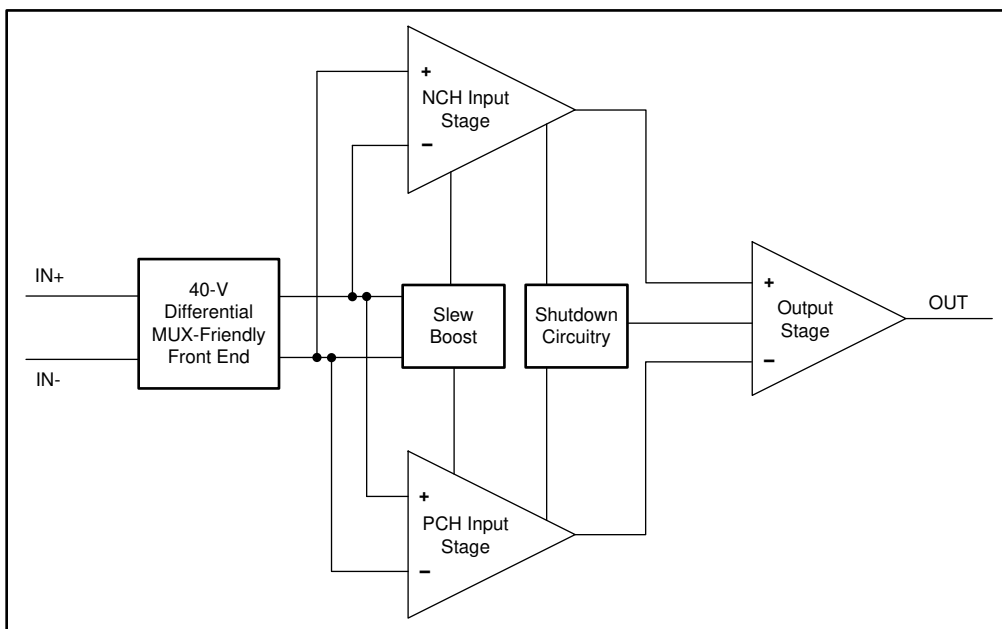 +
NCH Input
Stage
−
IN+
IN-
40-V
Differential
MUX-Friendly
Front End
Slew
Boost
Shutdown
Circuitry
+
Output
Stage
−
OUT
+
PCH Input
Stage
−